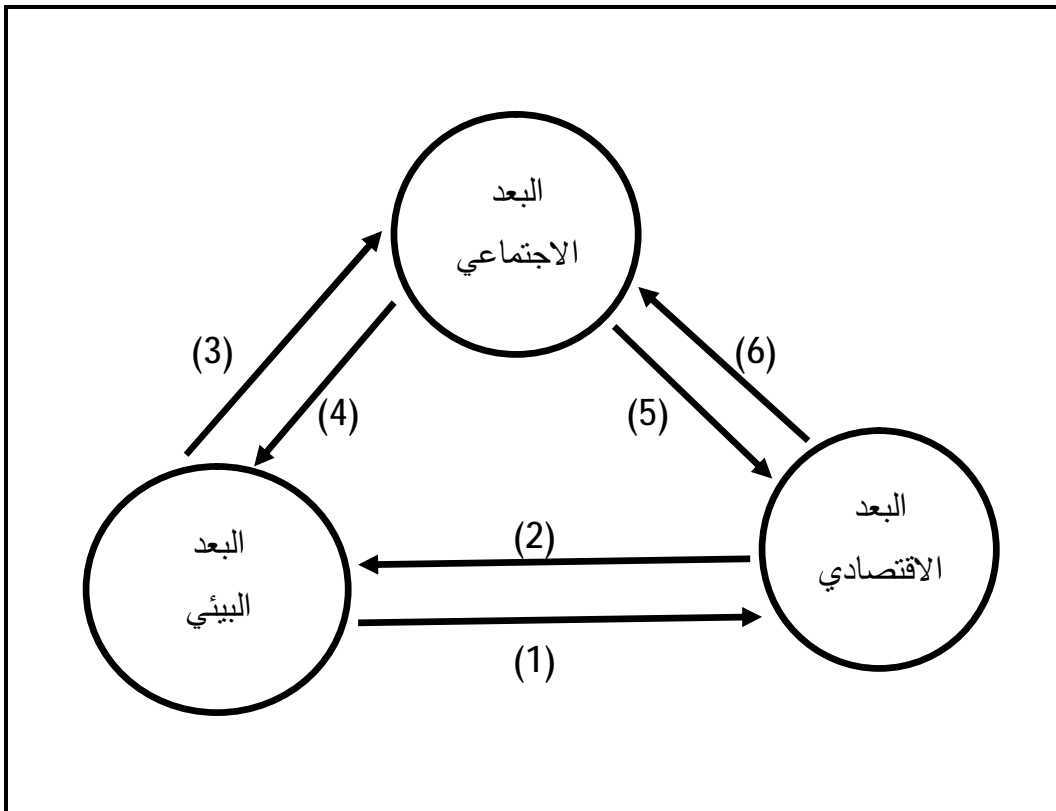 البعد
الاجتماعي
(3)
(6)
(4)
(5)
البعد
الاقتصادي
(2)
البعد
البيئي
(1)